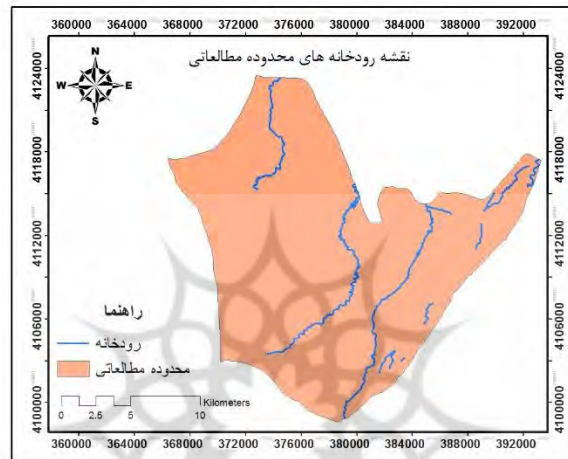 360000 364000 368000 372000 376000 380000 384000 388000 392000
نقشه رودخانه های محدوده مطالعاتی
N
W E
S
4124000 4124000
4118000 4118000
4112000 4112000
4106000 4106000
4100000 4100000
راهنما
رودخانه
محدوده مطالعاتی
0 2.5 5 10
Kilometers
360000 364000 368000 372000 376000 380000 384000 388000 392000